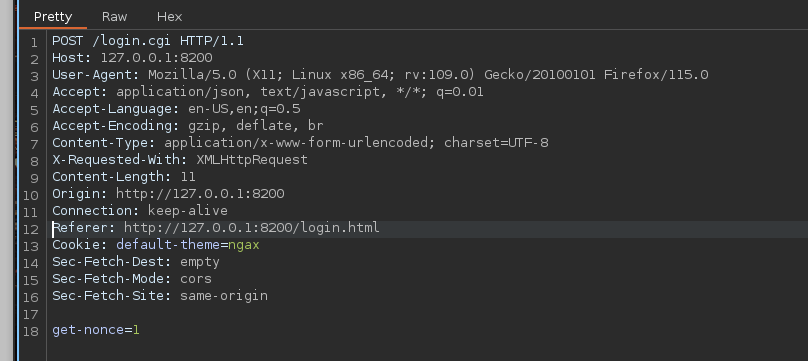 Pretty Raw Hex
1 POST /login.cgi HTTP/1.1
2 Host: 127.0.0.1:8200
3 User-Agent: Mozilla/5.0 (X11; Linux x86_64; rv:109.0) Gecko/20100101 Firefox/115.0
4 Accept: application/json, text/javascript, */*; q=0.01
5 Accept-Language: en-US,en;q=0.5
6 Accept-Encoding: gzip, deflate, br
7 Content-Type: application/x-www-form-urlencoded; charset=UTF-8
8 X-Requested-With: XMLHttpRequest
9 Content-Length: 11
10 Origin: http://127.0.0.1:8200
11 Connection: keep-alive
12 Referer: http://127.0.0.1:8200/login.html
13 Cookie: default-theme=ngax
14 Sec-Fetch-Dest: empty
15 Sec-Fetch-Mode: cors
16 Sec-Fetch-Site: same-origin
17
18 get-nonce=1